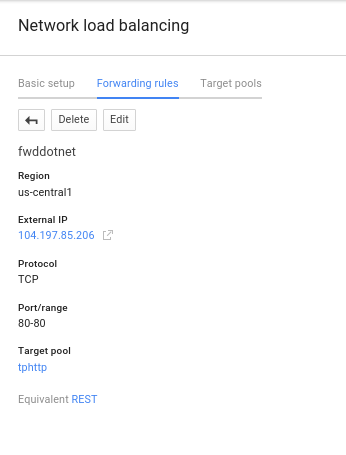 Network load balancing
Basic setup Forwarding rules Target pools
Delete Edit
fwddotnet
Region
us-central1
External IP
104.197.85.206
Protocol
TCP
Port/range
80-80
Target pool
tphttp
Equivalent REST